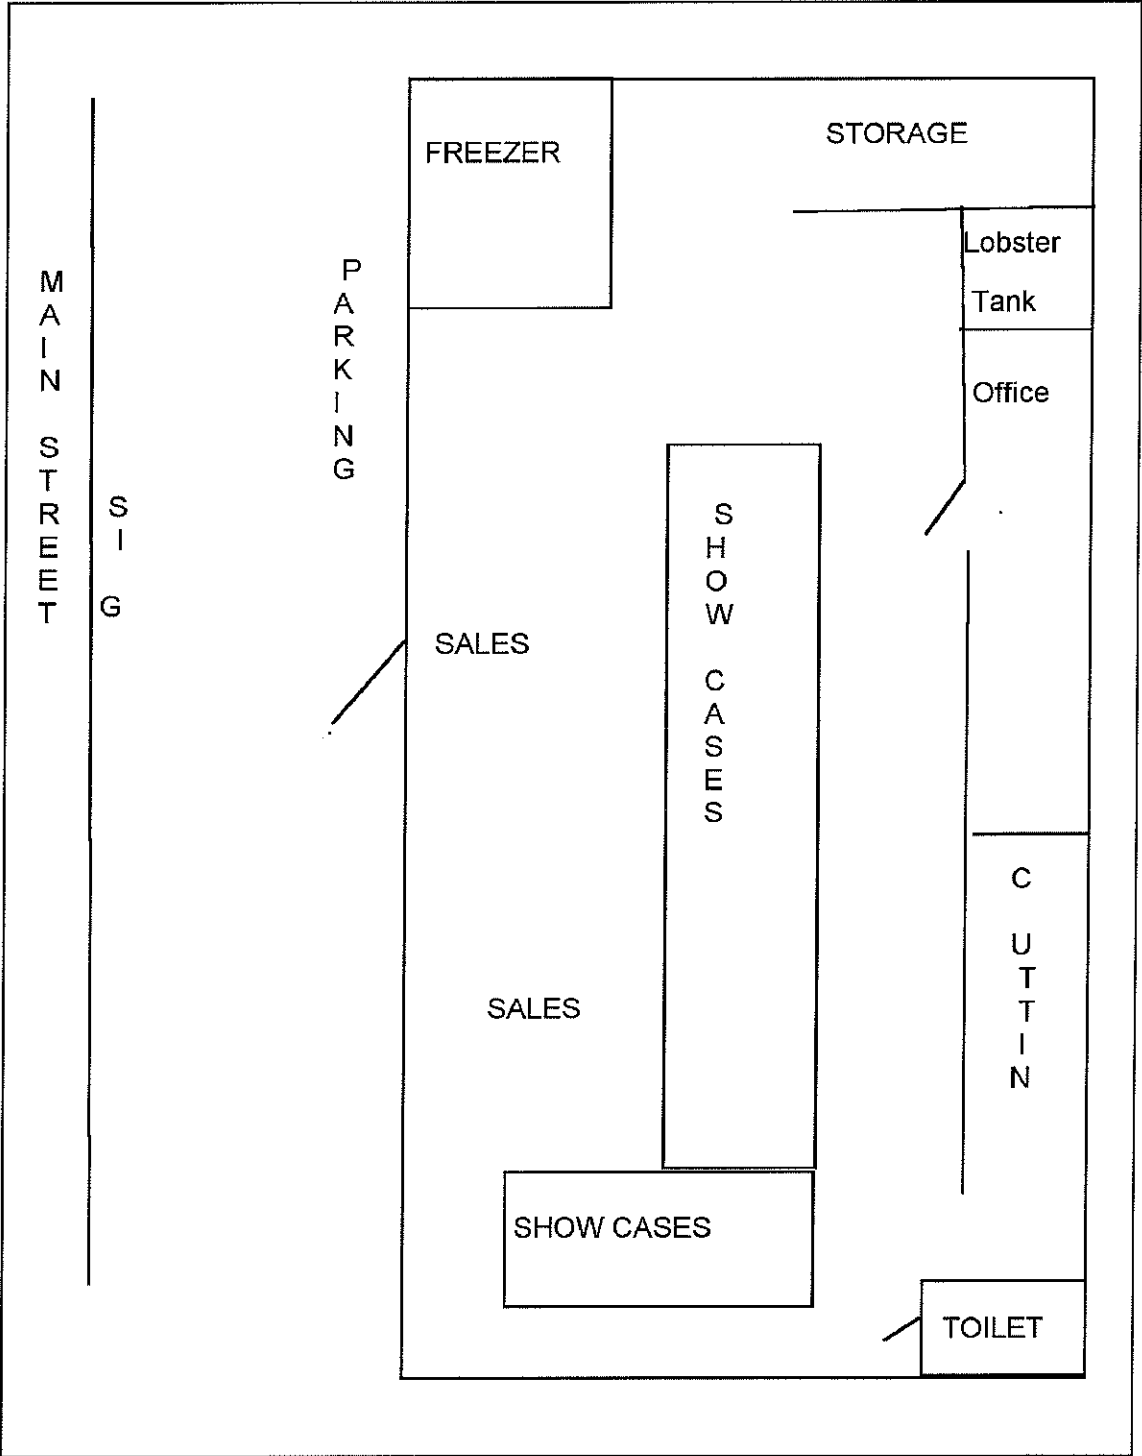 MAIN STREET
SIG
PARKING
FREEZER
STORAGE
Lobster
Tank
Office
SHOW CASES
SALES
SALES
CUTTIN
SHOW CASES
TOILET